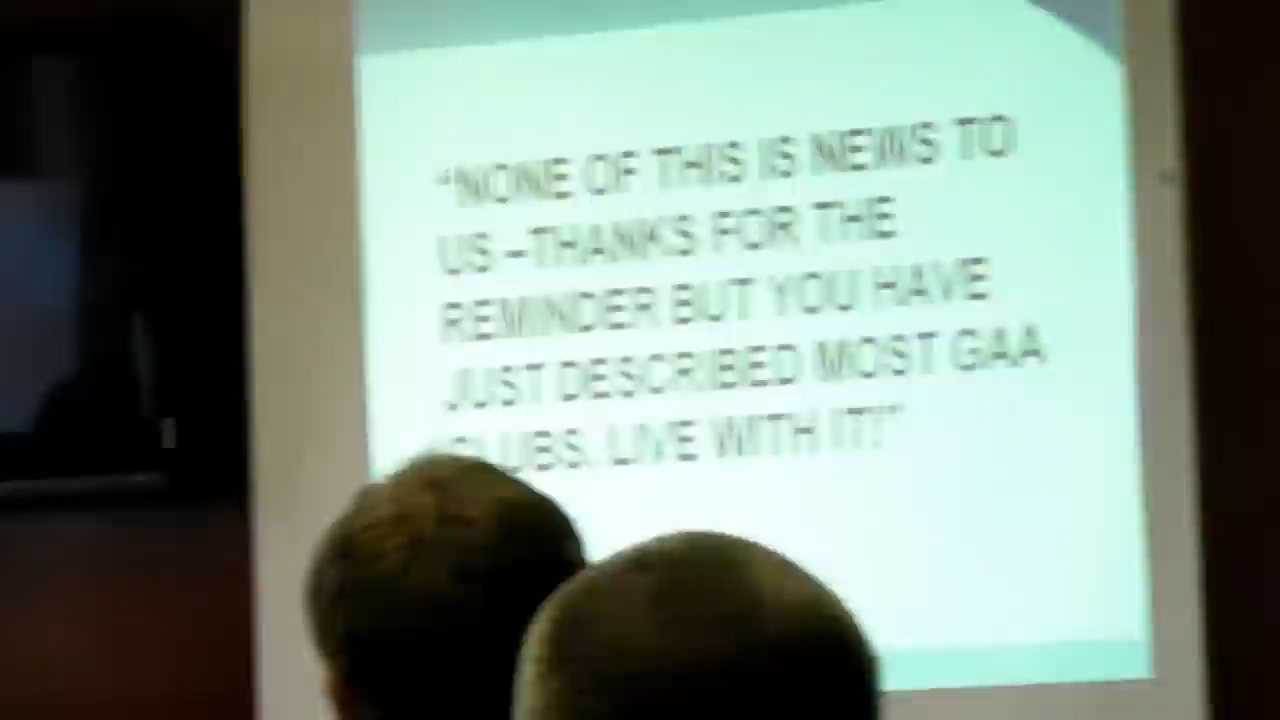 “NONE OF THIS IS NEWS TO
US –THANKS FOR THE
REMINDER BUT YOU HAVE
JUST DESCRIBED MOST GAA
CLUBS. LIVE WITH IT!”